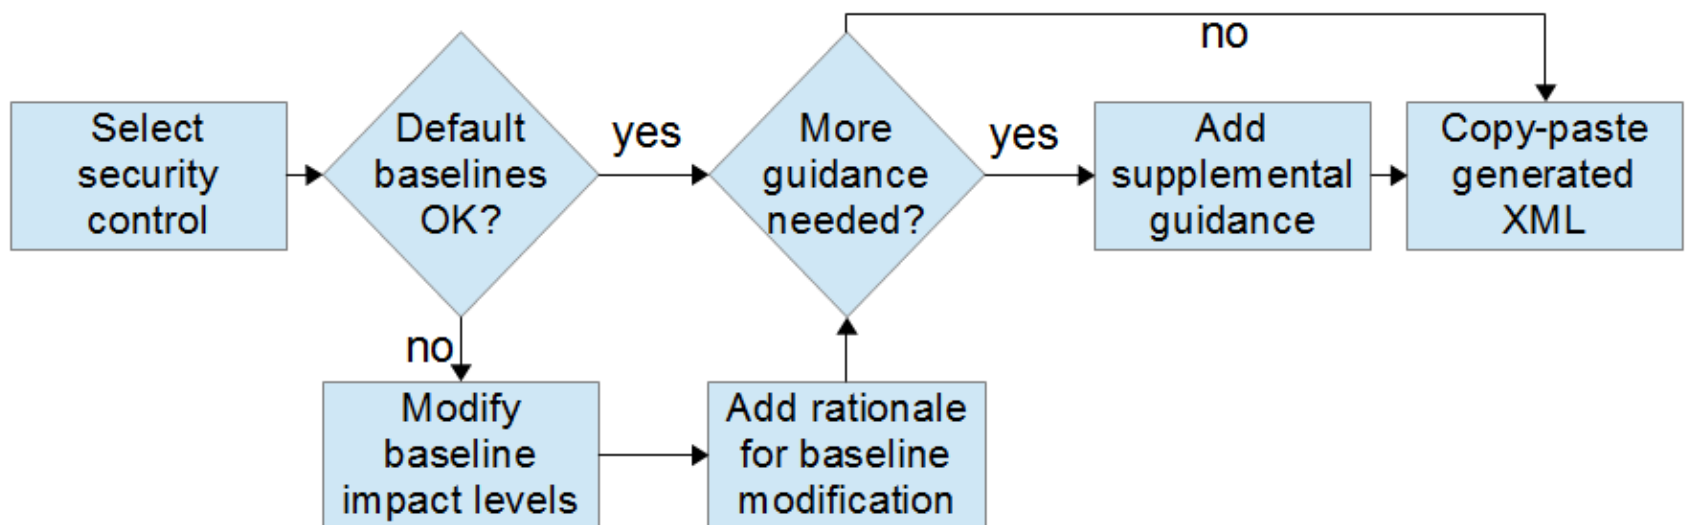 Select
security
control
Default
baselines
OK?
yes
no
More
guidance
needed?
yes
no
Add
supplemental
guidance
Copy-paste
generated
XML
Modify
baseline
impact levels
Add rationale
for baseline
modification